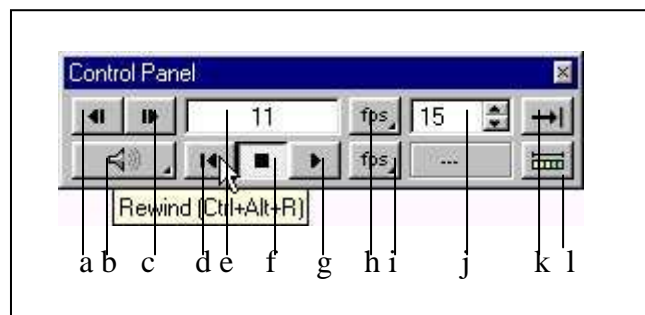 Control Panel
11 fps 15
fps ---
Rewind (Ctrl+Alt+R)
a b c d e f g h i j k l